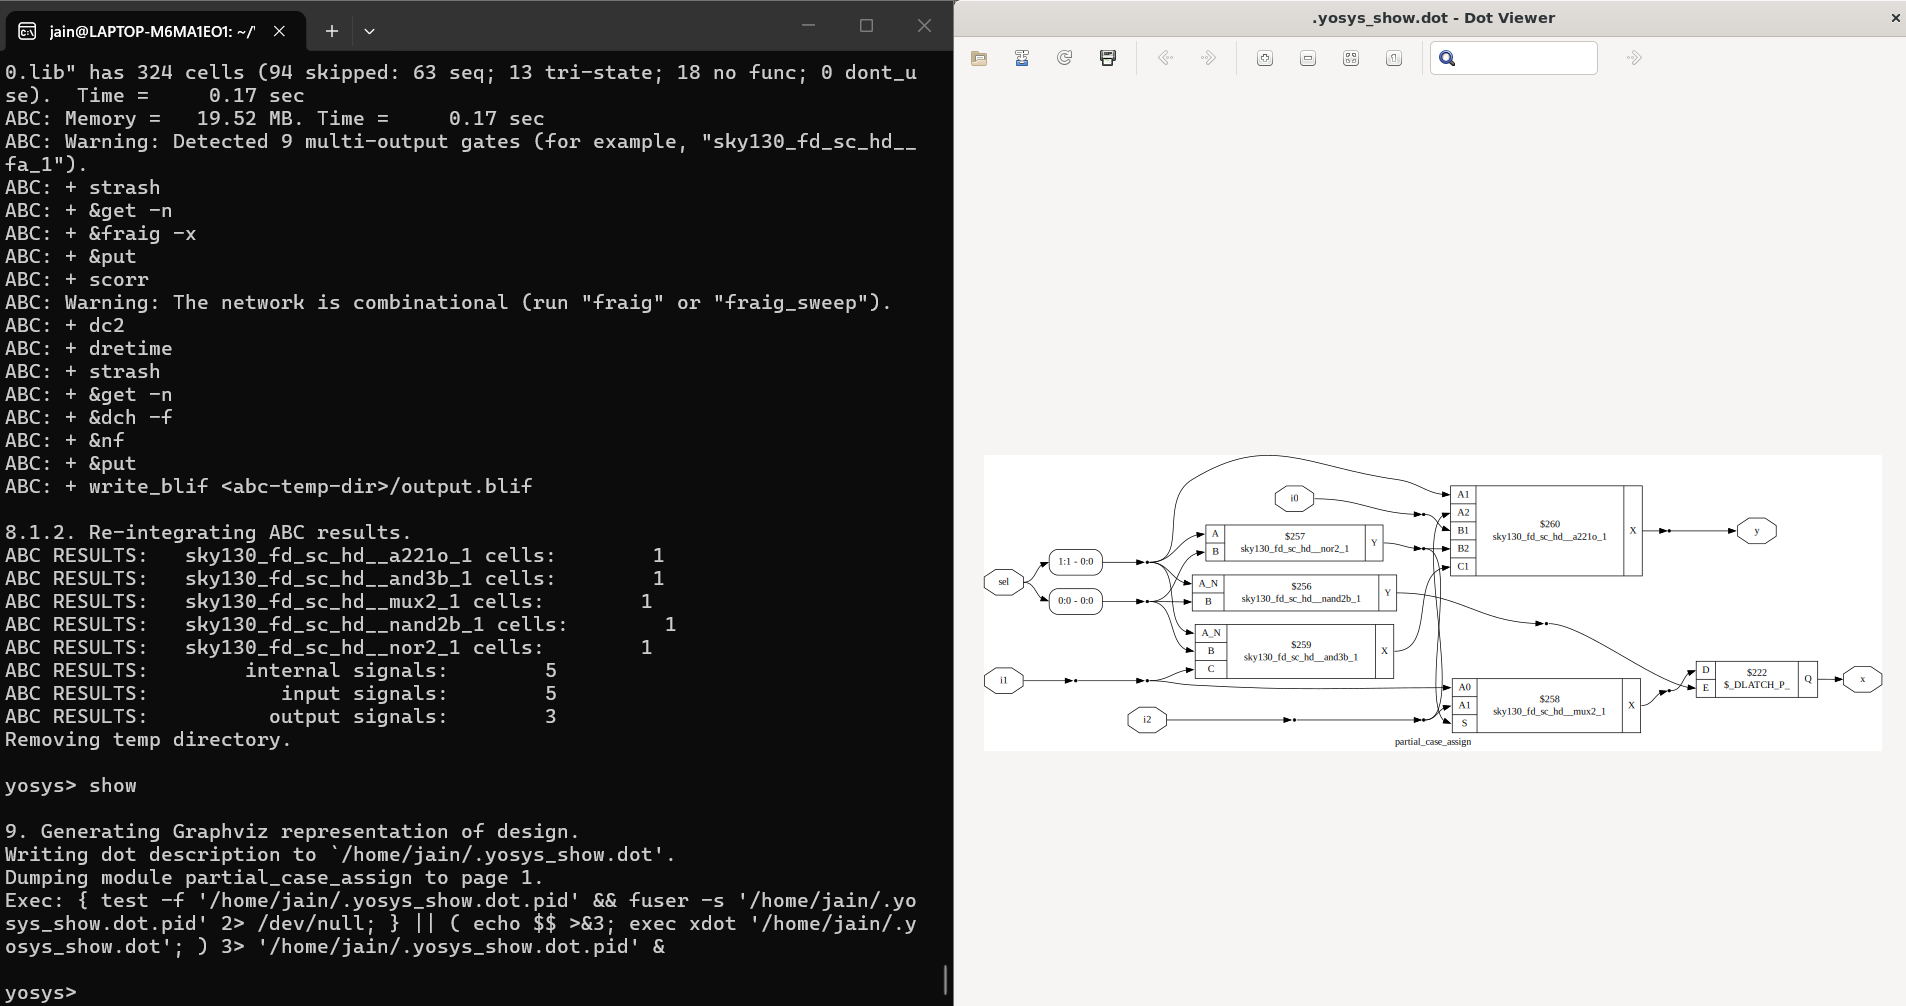 jain@LAPTOP-M6MA1EO1: ~/'
0.lib" has 324 cells (94 skipped: 63 seq; 13 tri-state; 18 no func; 0 dont_u
se).  Time =     0.17 sec
ABC: Memory =   19.52 MB. Time =     0.17 sec
ABC: Warning: Detected 9 multi-output gates (for example, "sky130_fd_sc_hd__
fa_1").
ABC: + strash
ABC: + &get -n
ABC: + &fraig -x
ABC: + &put
ABC: + scorr
ABC: Warning: The network is combinational (run "fraig" or "fraig_sweep").
ABC: + dc2
ABC: + dretime
ABC: + strash
ABC: + &get -n
ABC: + &dch -f
ABC: + &nf
ABC: + &put
ABC: + write_blif <abc-temp-dir>/output.blif
8.1.2. Re-integrating ABC results.
ABC RESULTS:   sky130_fd_sc_hd__a221o_1 cells:        1
ABC RESULTS:   sky130_fd_sc_hd__and3b_1 cells:        1
ABC RESULTS:   sky130_fd_sc_hd__mux2_1 cells:        1
ABC RESULTS:   sky130_fd_sc_hd__nand2b_1 cells:        1
ABC RESULTS:   sky130_fd_sc_hd__nor2_1 cells:        1
ABC RESULTS:        internal signals:        5
ABC RESULTS:           input signals:        5
ABC RESULTS:          output signals:        3
Removing temp directory.
yosys> show
9. Generating Graphviz representation of design.
Writing dot description to `/home/jain/.yosys_show.dot'.
Dumping module partial_case_assign to page 1.
Exec: { test -f '/home/jain/.yosys_show.dot.pid' && fuser -s '/home/jain/.yo
sys_show.dot.pid' 2> /dev/null; } || ( echo $$ >&3; exec xdot '/home/jain/.y
osys_show.dot'; ) 3> '/home/jain/.yosys_show.dot.pid' &
yosys>
.yosys_show.dot - Dot Viewer
sel
1:1 - 0:0
0:0 - 0:0
i0
i1
i2
A
B
$257
sky130_fd_sc_hd__nor2_1
Y
A_N
B
$256
sky130_fd_sc_hd__nand2b_1
Y
A_N
B
C
$259
sky130_fd_sc_hd__and3b_1
X
A1
A2
B1
B2
C1
$260
sky130_fd_sc_hd__a221o_1
X
y
A0
A1
S
$258
sky130_fd_sc_hd__mux2_1
X
D
E
$222
$_DLATCH_P_
Q
x
partial_case_assign